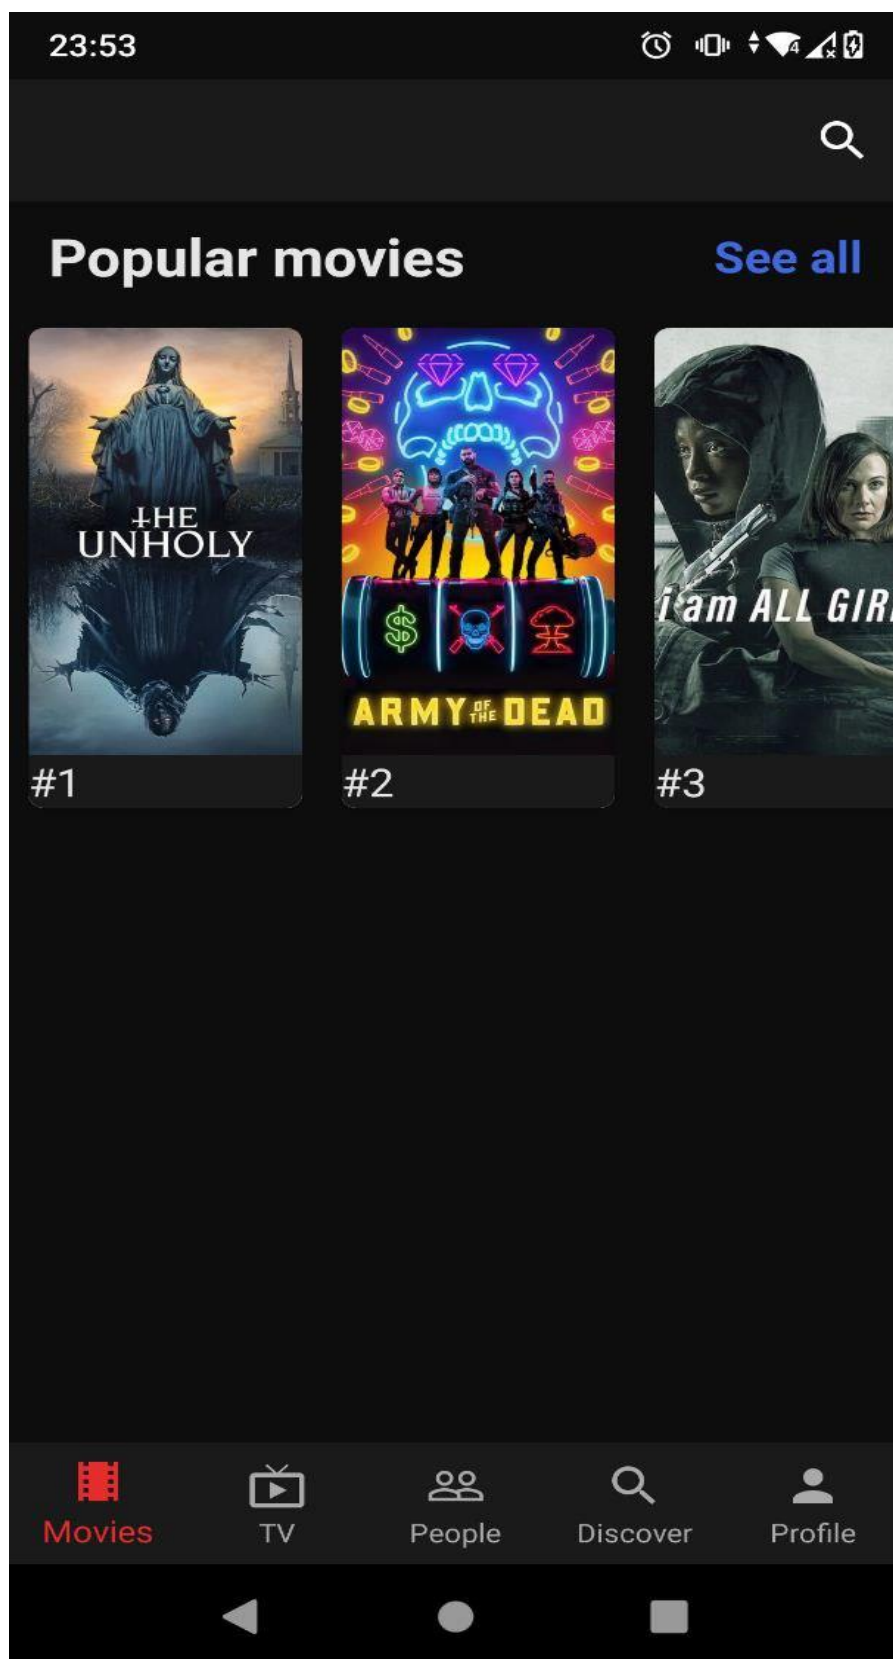 23:53
4
Popular movies
See all
THE
UNHOLY
ARMY OF THE DEAD
i am ALL GIR
#1
#2
#3
Movies
TV
People
Discover
Profile